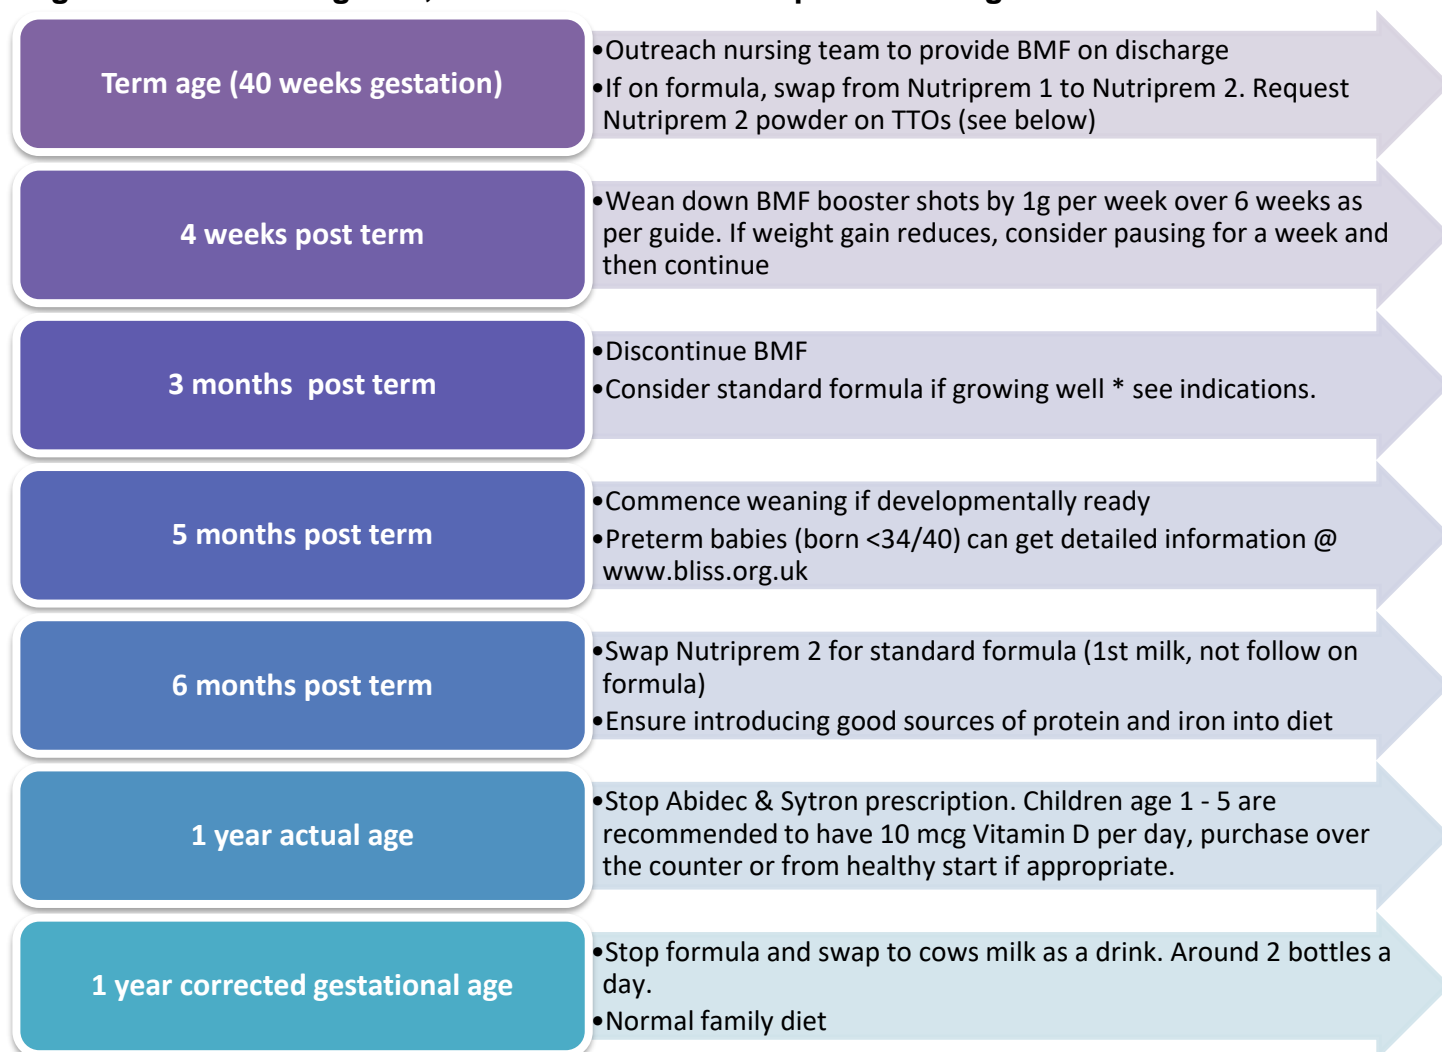 Term age (40 weeks gestation)
•Outreach nursing team to provide BMF on discharge
•If on formula, swap from Nutriprem 1 to Nutriprem 2. Request
Nutriprem 2 powder on TTOs (see below)
4 weeks post term
•Wean down BMF booster shots by 1g per week over 6 weeks as
per guide. If weight gain reduces, consider pausing for a week and
then continue
3 months post term
•Discontinue BMF
•Consider standard formula if growing well * see indications.
5 months post term
•Commence weaning if developmentally ready
•Preterm babies (born <34/40) can get detailed information @
www.bliss.org.uk
6 months post term
•Swap Nutriprem 2 for standard formula (1st milk, not follow on
formula)
•Ensure introducing good sources of protein and iron into diet
1 year actual age
•Stop Abidec & Sytron prescription. Children age 1 - 5 are
recommended to have 10 mcg Vitamin D per day, purchase over
the counter or from healthy start if appropriate.
1 year corrected gestational age
•Stop formula and swap to cows milk as a drink. Around 2 bottles a
day.
•Normal family diet